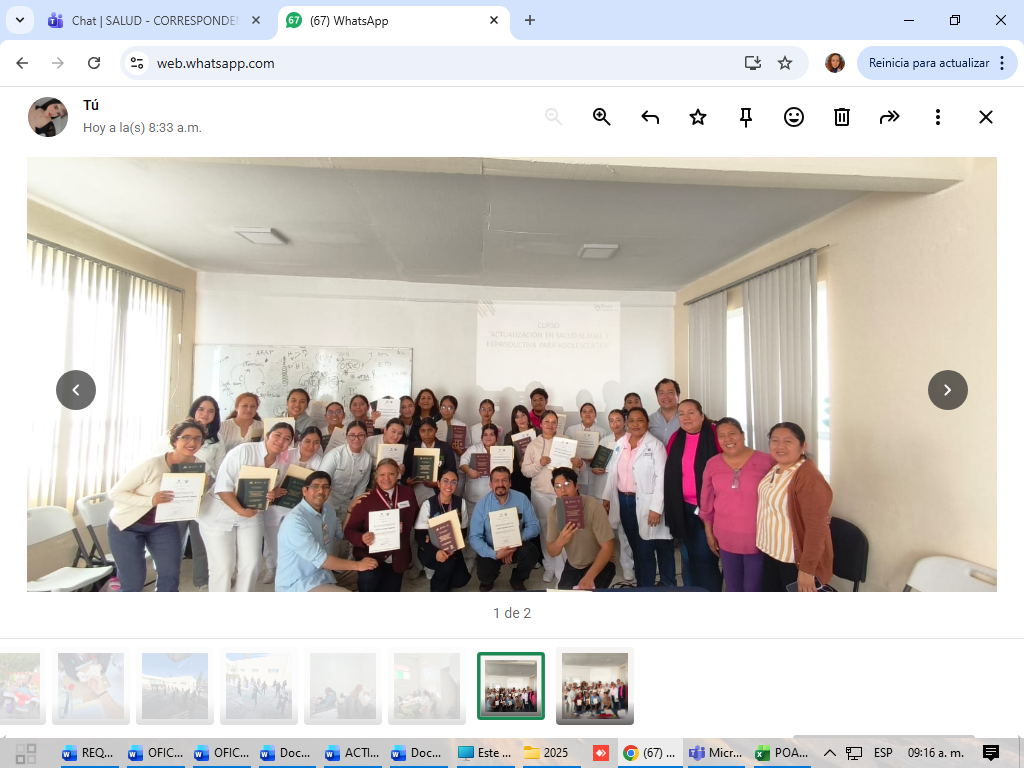 Chat | SALUD - CORRESPONDE
67
(67) WhatsApp
web.whatsapp.com
Reinicia para actualizar
Tú
Hoy a la(s) 8:33 a.m.
CURSO
ACTUALIZACIÓN EN SALUD SEXUAL Y
REPRODUCTIVA PARA ADOLESCENTES
1 de 2
REQ...
OFIC...
OFIC...
Doc...
ACTI...
Doc...
Este ...
2025
(67) ...
Micr...
POA...
ESP
09:16 a. m.